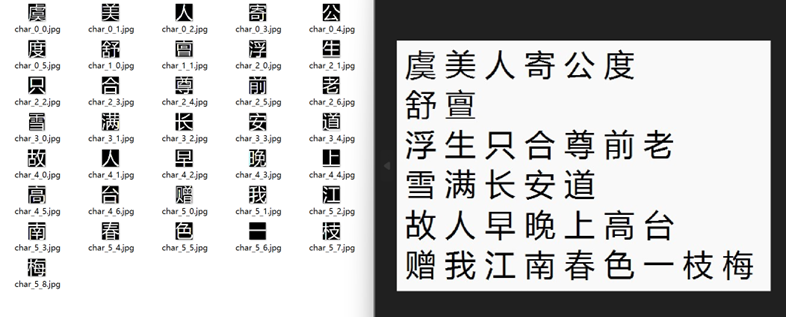 虞 美 人 寄 公
char_0_0.jpg char_0_1.jpg char_0_2.jpg char_0_3.jpg char_0_4.jpg
度 舒 亶 浮 生
char_0_5.jpg char_1_0.jpg char_1_1.jpg char_2_0.jpg char_2_1.jpg
只 合 尊 前 老
char_2_2.jpg char_2_3.jpg char_2_4.jpg char_2_5.jpg char_2_6.jpg
雪 满 长 安 道
char_3_0.jpg char_3_1.jpg char_3_2.jpg char_3_3.jpg char_3_4.jpg
故 人 早 晚 上
char_4_0.jpg char_4_1.jpg char_4_2.jpg char_4_3.jpg char_4_4.jpg
高 台 赠 我 江
char_4_5.jpg char_4_6.jpg char_5_0.jpg char_5_1.jpg char_5_2.jpg
南 春 色 一 枝
char_5_3.jpg char_5_4.jpg char_5_5.jpg char_5_6.jpg char_5_7.jpg
梅
char_5_8.jpg
虞美人寄公度
舒亶
浮生只合尊前老
雪满长安道
故人早晚上高台
赠我江南春色一枝梅